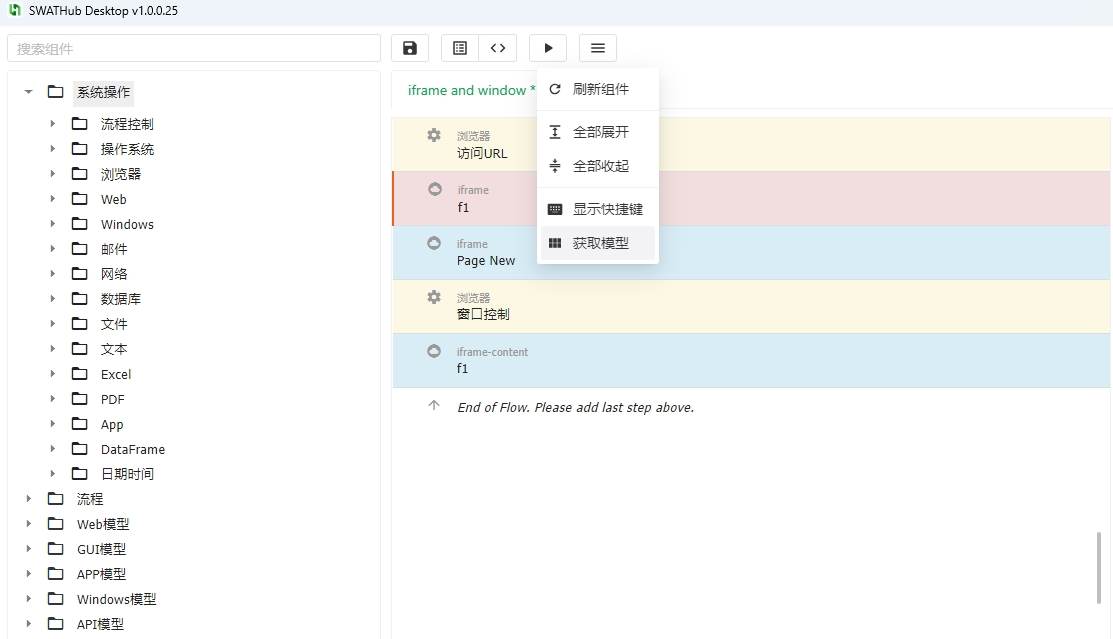 SWATHub Desktop v1.0.0.25
搜索组件
系统操作
流程控制
操作系统
浏览器
Web
Windows
邮件
网络
数据库
文件
文本
Excel
PDF
App
DataFrame
日期时间
流程
Web模型
GUI模型
APP模型
Windows模型
API模型
iframe and window *
刷新组件
全部展开
全部收起
显示快捷键
获取模型
浏览器
访问URL
iframe
f1
iframe
Page New
浏览器
窗口控制
iframe-content
f1
End of Flow. Please add last step above.